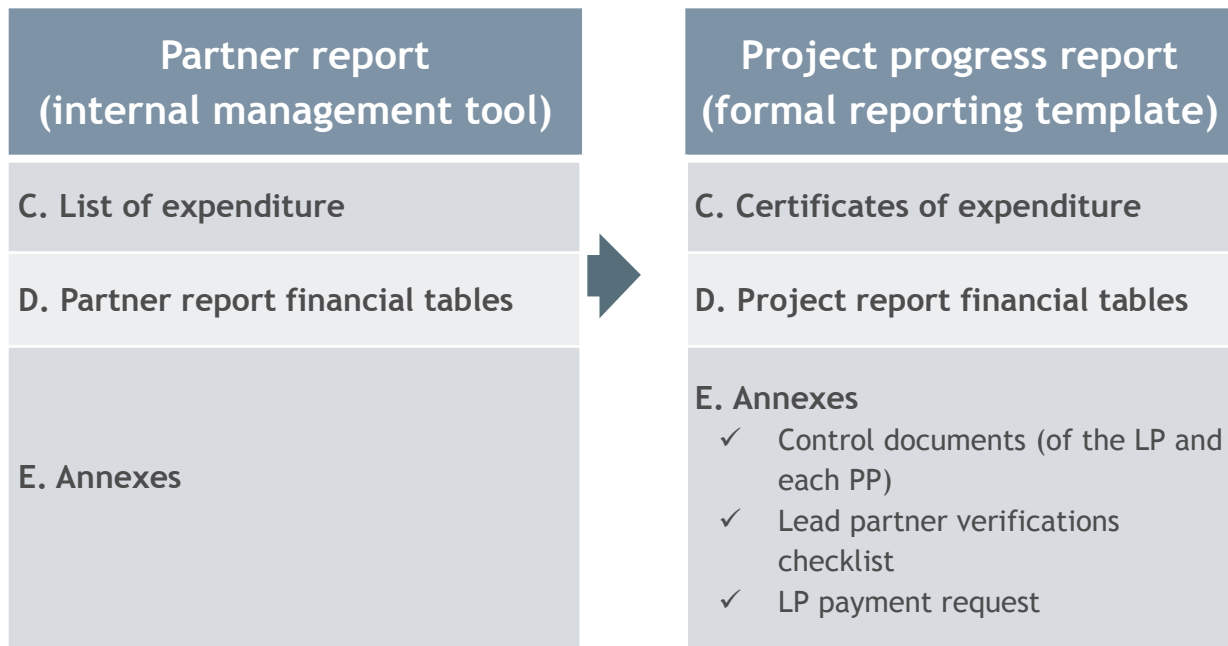 Partner report
(internal management tool)
C. List of expenditure
D. Partner report financial tables
E. Annexes
Project progress report
(formal reporting template)
C. Certificates of expenditure
D. Project report financial tables
E. Annexes
✓ Control documents (of the LP and
each PP)
✓ Lead partner verifications
checklist
✓ LP payment request